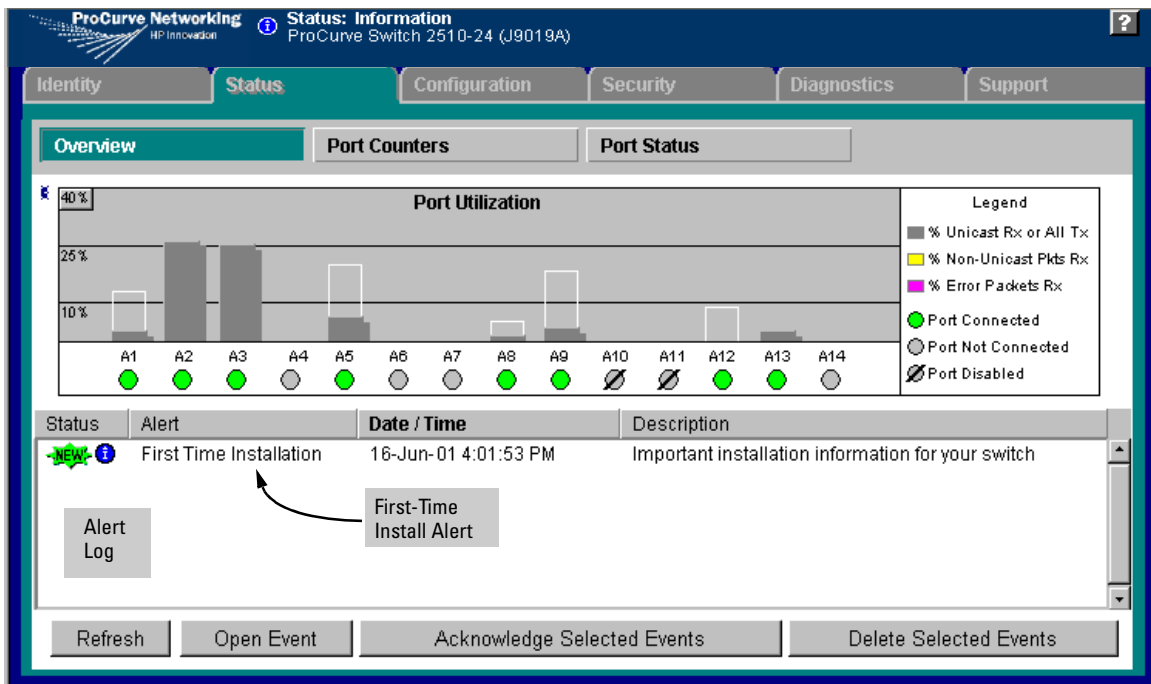 ProCurve Networking
HP Innovation
Status: Information
ProCurve Switch 2510-24 (J9019A)
?
Identity
Status
Configuration
Security
Diagnostics
Support
Overview
Port Counters
Port Status
40%
Port Utilization
25%
10%
A1 A2 A3 A4 A5 A6 A7 A8 A9 A10 A11 A12 A13 A14
Legend
% Unicast Rx or All Tx
% Non-Unicast Pkts Rx
% Error Packets Rx
Port Connected
Port Not Connected
Port Disabled
Status Alert Date / Time Description
NEW! i First Time Installation 16-Jun-01 4:01:53 PM Important installation information for your switch
First-Time
Install Alert
Alert
Log
Refresh
Open Event
Acknowledge Selected Events
Delete Selected Events